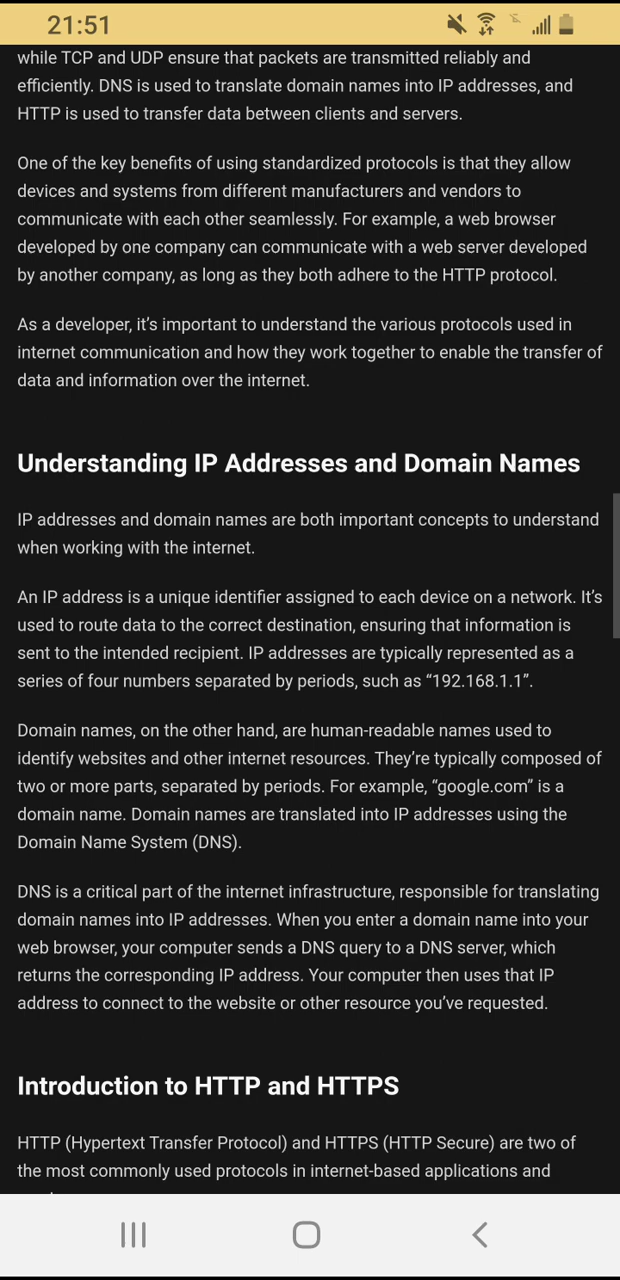 21:51
while TCP and UDP ensure that packets are transmitted reliably and
efficiently. DNS is used to translate domain names into IP addresses, and
HTTP is used to transfer data between clients and servers.
One of the key benefits of using standardized protocols is that they allow
devices and systems from different manufacturers and vendors to
communicate with each other seamlessly. For example, a web browser
developed by one company can communicate with a web server developed
by another company, as long as they both adhere to the HTTP protocol.
As a developer, it’s important to understand the various protocols used in
internet communication and how they work together to enable the transfer of
data and information over the internet.
Understanding IP Addresses and Domain Names
IP addresses and domain names are both important concepts to understand
when working with the internet.
An IP address is a unique identifier assigned to each device on a network. It’s
used to route data to the correct destination, ensuring that information is
sent to the intended recipient. IP addresses are typically represented as a
series of four numbers separated by periods, such as “192.168.1.1”.
Domain names, on the other hand, are human-readable names used to
identify websites and other internet resources. They’re typically composed of
two or more parts, separated by periods. For example, “google.com” is a
domain name. Domain names are translated into IP addresses using the
Domain Name System (DNS).
DNS is a critical part of the internet infrastructure, responsible for translating
domain names into IP addresses. When you enter a domain name into your
web browser, your computer sends a DNS query to a DNS server, which
returns the corresponding IP address. Your computer then uses that IP
address to connect to the website or other resource you’ve requested.
Introduction to HTTP and HTTPS
HTTP (Hypertext Transfer Protocol) and HTTPS (HTTP Secure) are two of
the most commonly used protocols in internet-based applications and